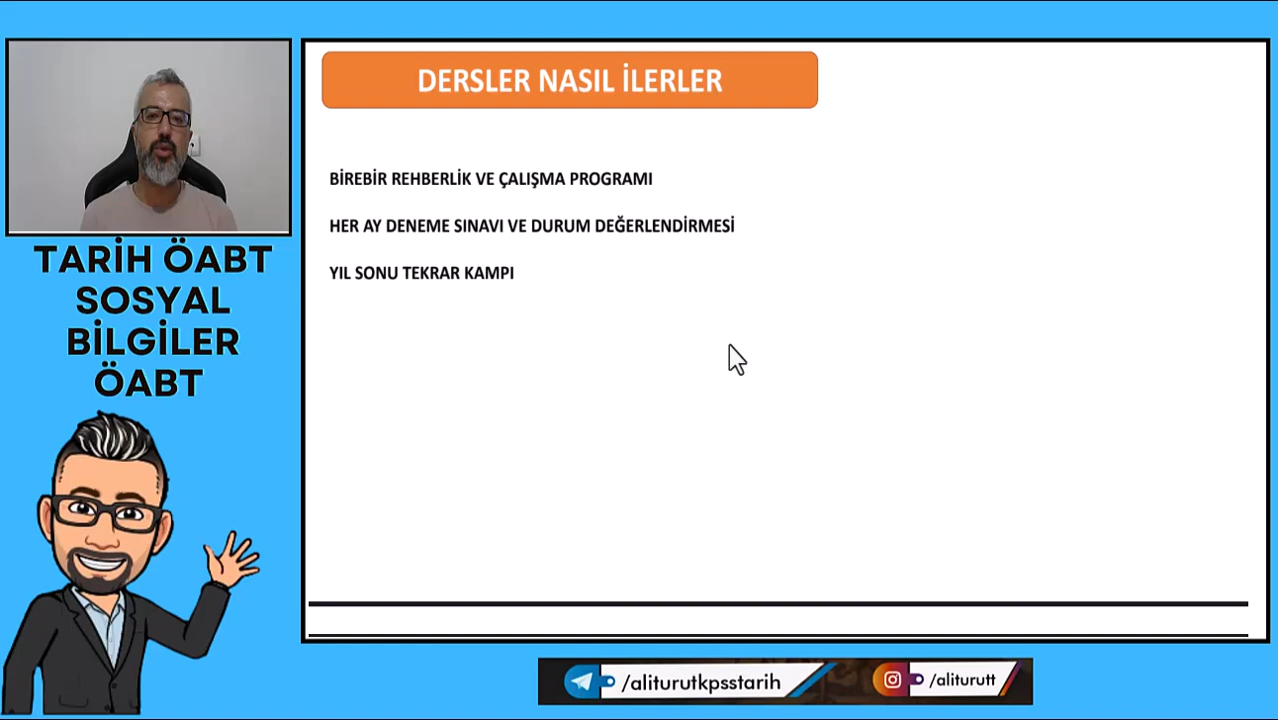 DERSLER NASIL İLERLER
BİREBİR REHBERLİK VE ÇALIŞMA PROGRAMI
HER AY DENEME SINAVI VE DURUM DEĞERLENDİRMESİ
YIL SONU TEKRAR KAMPI
TARİH ÖABT
SOSYAL
BİLGİLER
ÖABT
/aliturutkpsstarih
/aliturutt